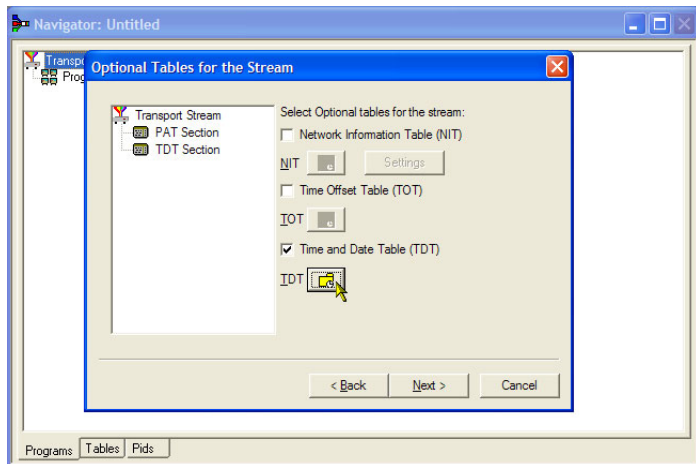 Navigator: Untitled
Transpo
Prog
Optional Tables for the Stream
Transport Stream
PAT Section
TDT Section
Select Optional tables for the stream:
Network Information Table (NIT)
NIT
Settings
Time Offset Table (TOT)
TOT
Time and Date Table (TDT)
TDT
< Back
Next >
Cancel
Programs
Tables
Pids